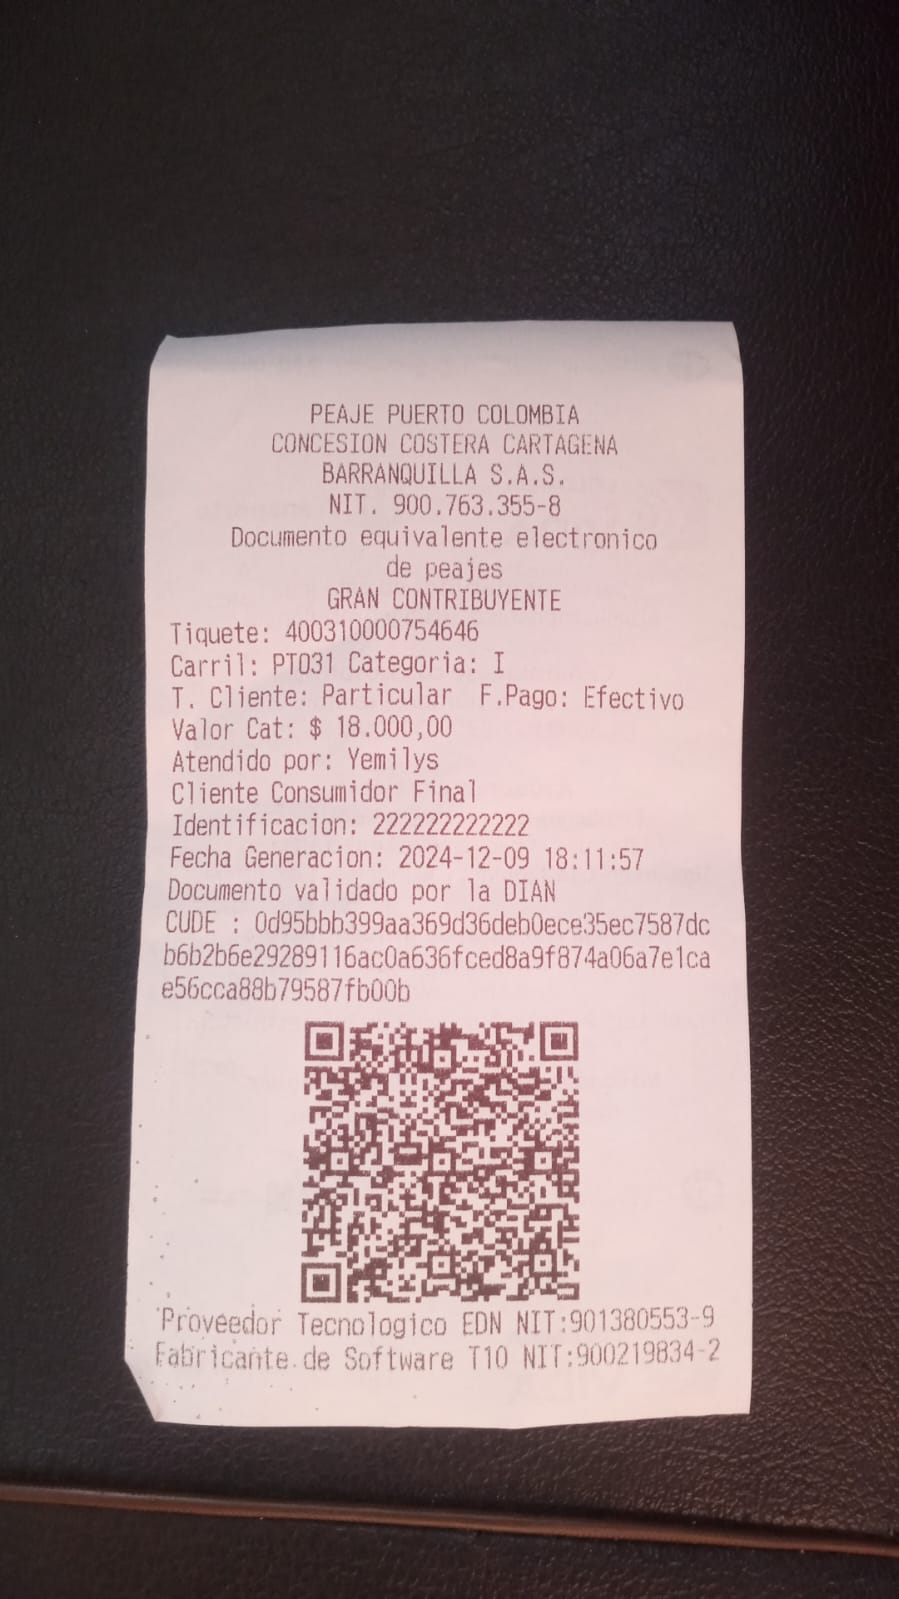 PEAJE PUERTO COLOMBIA
CONCESION COSTERA CARTAGENA
BARRANQUILLA S.A.S.
NIT. 900.763.355-8
Documento equivalente electronico
de peajes
GRAN CONTRIBUYENTE
Tiquete: 400310000754646
Carril: PT031 Categoria: I
T. Cliente: Particular F.Pago: Efectivo
Valor Cat: $ 18.000,00
Atendido por: Yemilys
Cliente Consumidor Final
Identificacion: 222222222222
Fecha Generacion: 2024-12-09 18:11:57
Documento validado por la DIAN
CUDE : 0d95bbb399aa369d36deb0ece35ec7587dc
b6b2b6e29289116ac0a636fced8a9f874a06a7e1ca
e56cca88b79587fb00b
Proveedor Tecnologico EDN NIT:901380553-9
Fabricante de Software T10 NIT:900219834-2